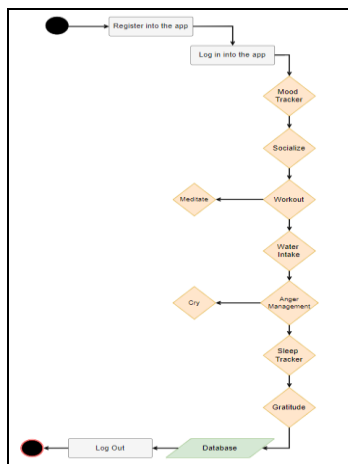 Register into the app
Log in into the app
Mood
Tracker
Socialize
Meditate
Workout
Water
Intake
Cry
Anger
Management
Sleep
Tracker
Gratitude
Log Out
Database